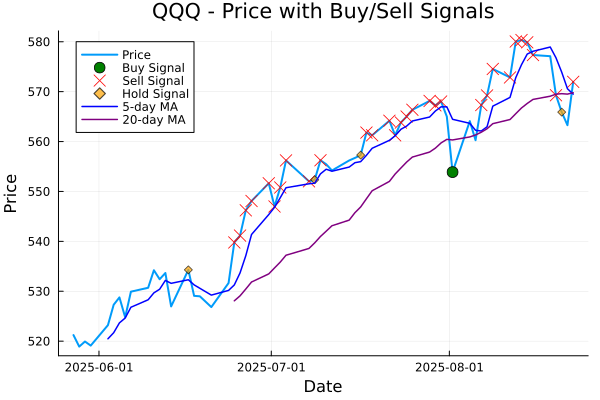 QQQ - Price with Buy/Sell Signals
Price
Buy Signal
Sell Signal
Hold Signal
5-day MA
20-day MA
580
570
560
550
540
530
520
Price
2025-06-01
2025-07-01
2025-08-01
Date